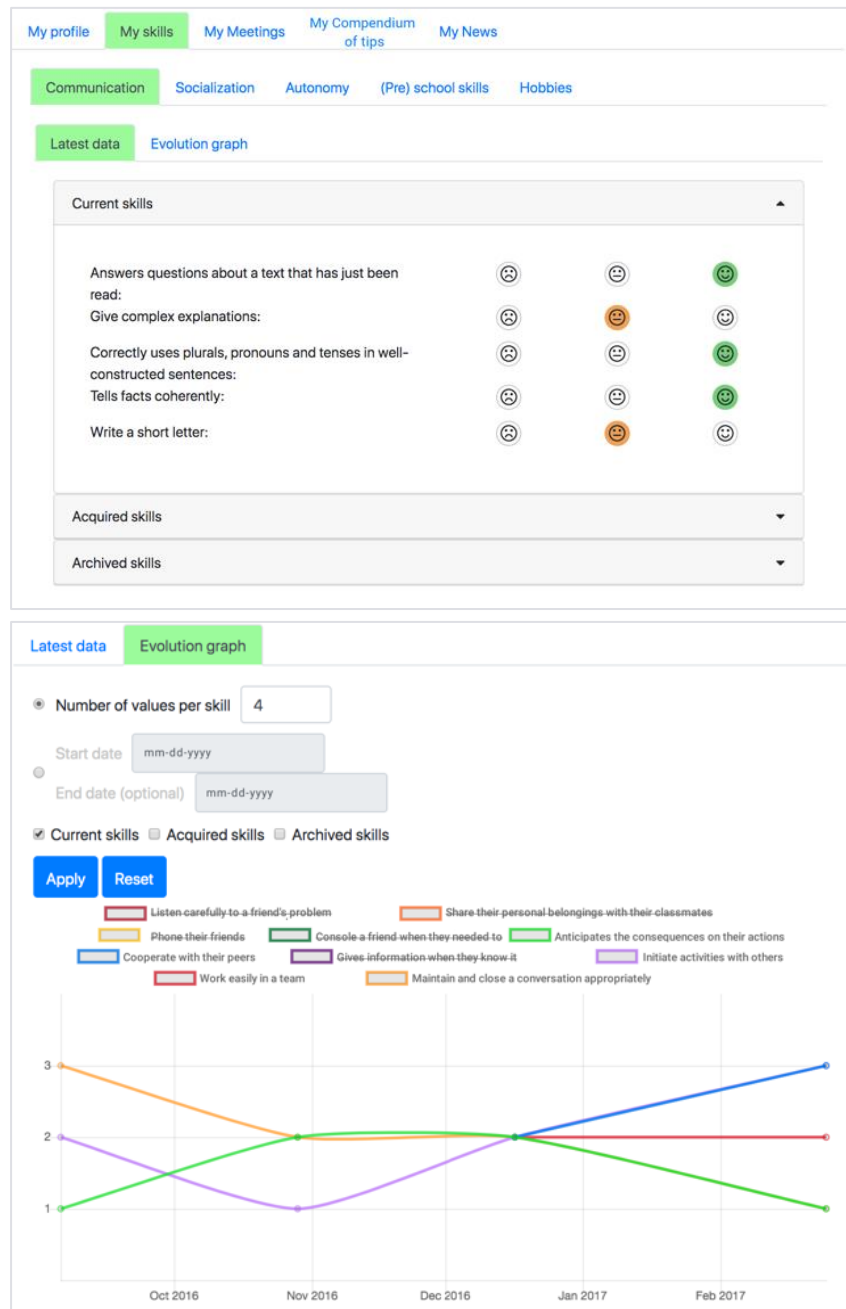 My profile My skills My Meetings My Compendium of tips My News
Communication Socialization Autonomy (Pre) school skills Hobbies
Latest data Evolution graph
Current skills
Answers questions about a text that has just been
read:
Give complex explanations:
Correctly uses plurals, pronouns and tenses in well-
constructed sentences:
Tells facts coherently:
Write a short letter:
Acquired skills
Archived skills
Latest data Evolution graph
Number of values per skill 4
Start date mm-dd-yyyy
End date (optional) mm-dd-yyyy
Current skills Acquired skills Archived skills
Apply Reset
Listen carefully to a friend's problem Share their personal belongings with their classmates
Phone their friends Console a friend when they needed to Anticipates the consequences on their actions
Cooperate with their peers Gives information when they know it Initiate activities with others
Work easily in a team Maintain and close a conversation appropriately
3
2
1
Oct 2016 Nov 2016 Dec 2016 Jan 2017 Feb 2017